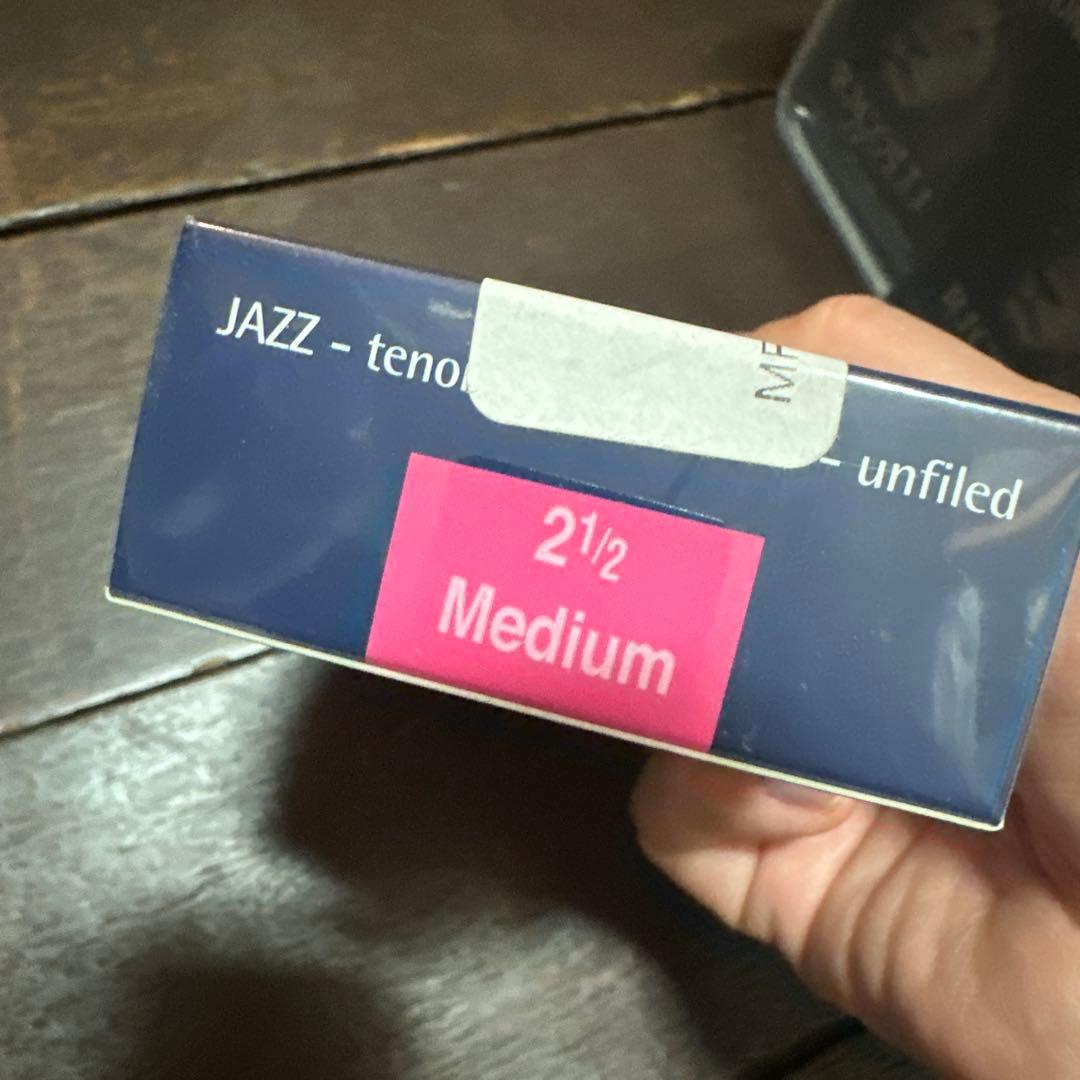 JAZZ – tenor
MF
– unfiled
2 1/2
Medium